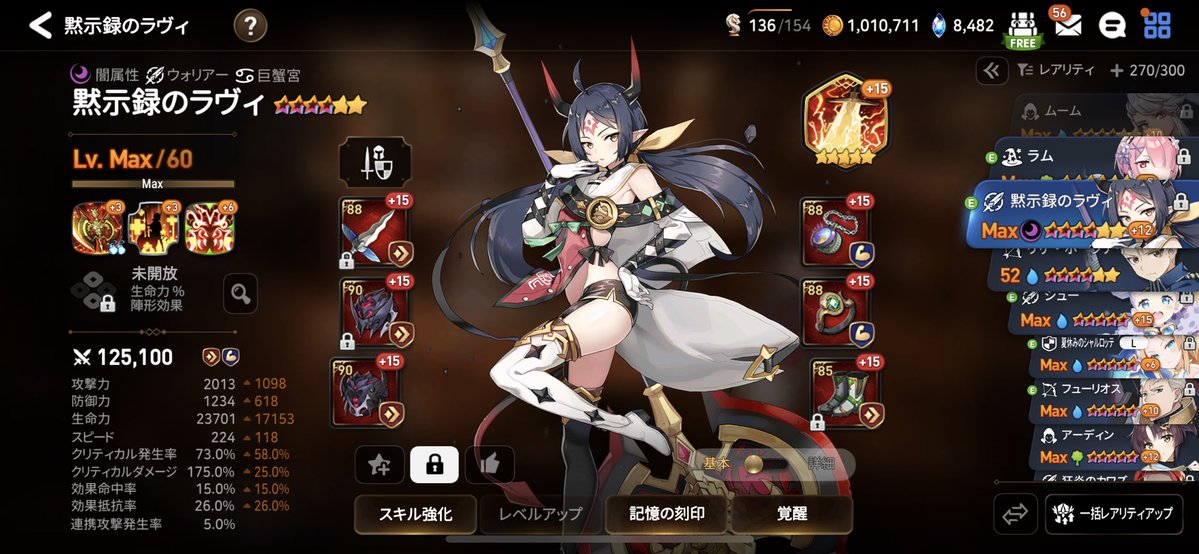 黙示録のラヴィ
?
136/154
1,010,711
8,482
FREE
56
闇属性 ウォリアー 巨蟹宮
黙示録のラヴィ
Lv. Max/60
Max
+3
+3
+6
未開放
生命力%
陣形効果
125,100
攻撃力 2013 1098
防御力 1234 618
生命力 23701 17153
スピード 224 118
クリティカル発生率 73.0% 58.0%
クリティカルダメージ 175.0% 25.0%
効果命中率 15.0% 15.0%
効果抵抗率 26.0% 26.0%
連携攻撃発生率 5.0%
88 +15
90 +15
90 +15
+15
88 +15
88 +15
85 +15
基本 詳細
スキル強化
レベルアップ
記憶の刻印
覚醒
レアリティ
270/300
ムーム
Max +10
E ラム
E 黙示録のラヴィ
Max +12
52
E シュー
Max +15
E 夏休みのシャルロッテ L
Max +6
E フューリオス
Max +10
アーディン
Max +12
一括レアリティアップ